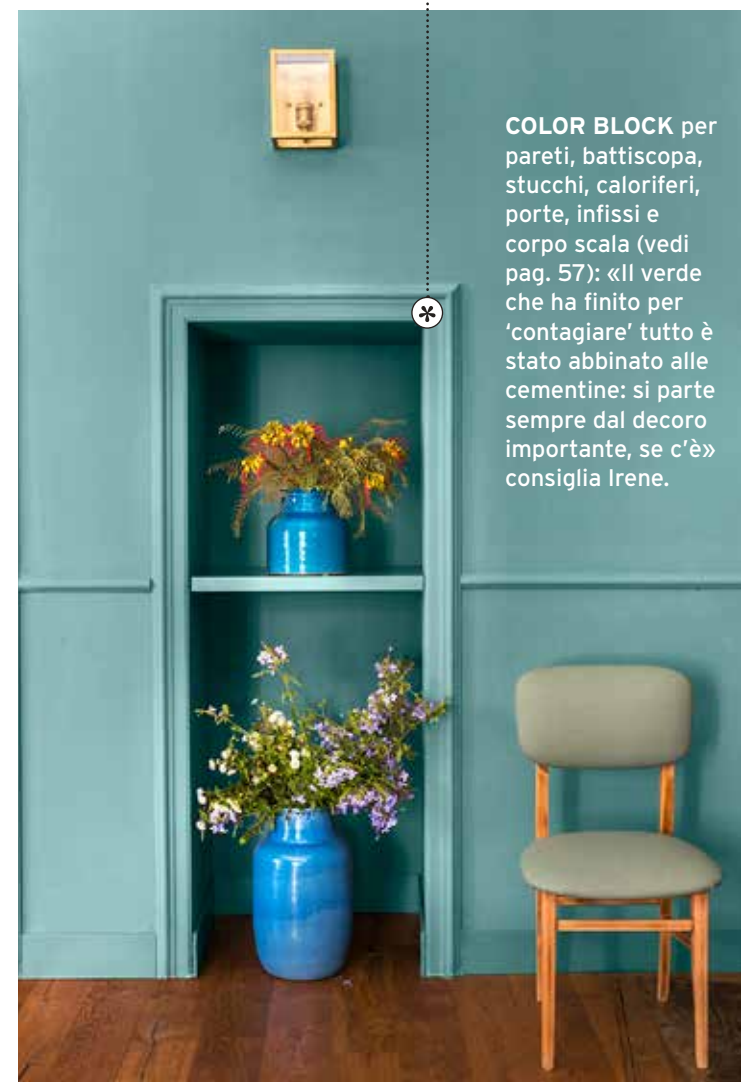 COLOR BLOCK per
pareti, battiscopa,
stucchi, caloriferi,
porte, infissi e
corpo scala (vedi
pag. 57): «Il verde
che ha finito per
‘contagiare’ tutto è
stato abbinato alle
cementine: si parte
sempre dal decoro
importante, se c’è»
consiglia Irene.